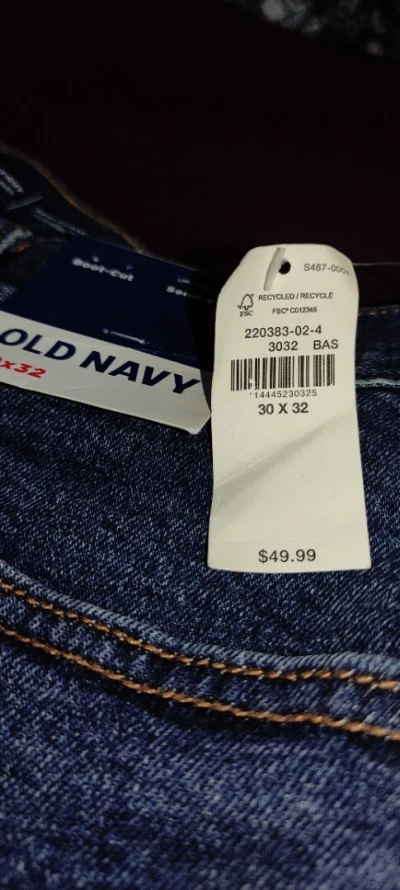 Boot-Cut
OLD NAVY
x32
S487-000
FSC
RECYCLED / RECYCLÉ
FSC® C012345
220383-02-4
3032 BAS
14445230325
30 X 32
$49.99